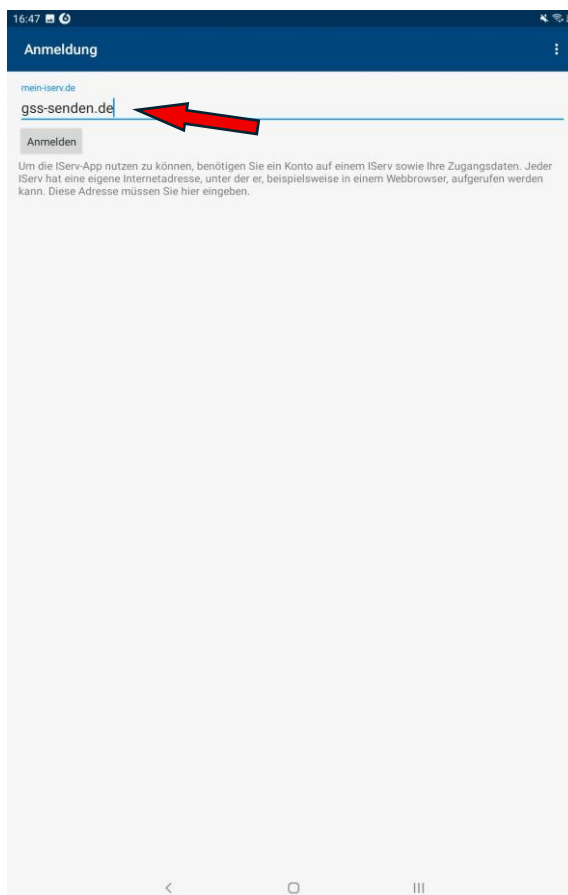 16:47
Anmeldung
mein-iserv.de
gss-senden.de
Anmelden
Um die IServ-App nutzen zu können, benötigen Sie ein Konto auf einem IServ sowie Ihre Zugangsdaten. Jeder
IServ hat eine eigene Internetadresse, unter der er, beispielsweise in einem Webbrowser, aufgerufen werden
kann. Diese Adresse müssen Sie hier eingeben.